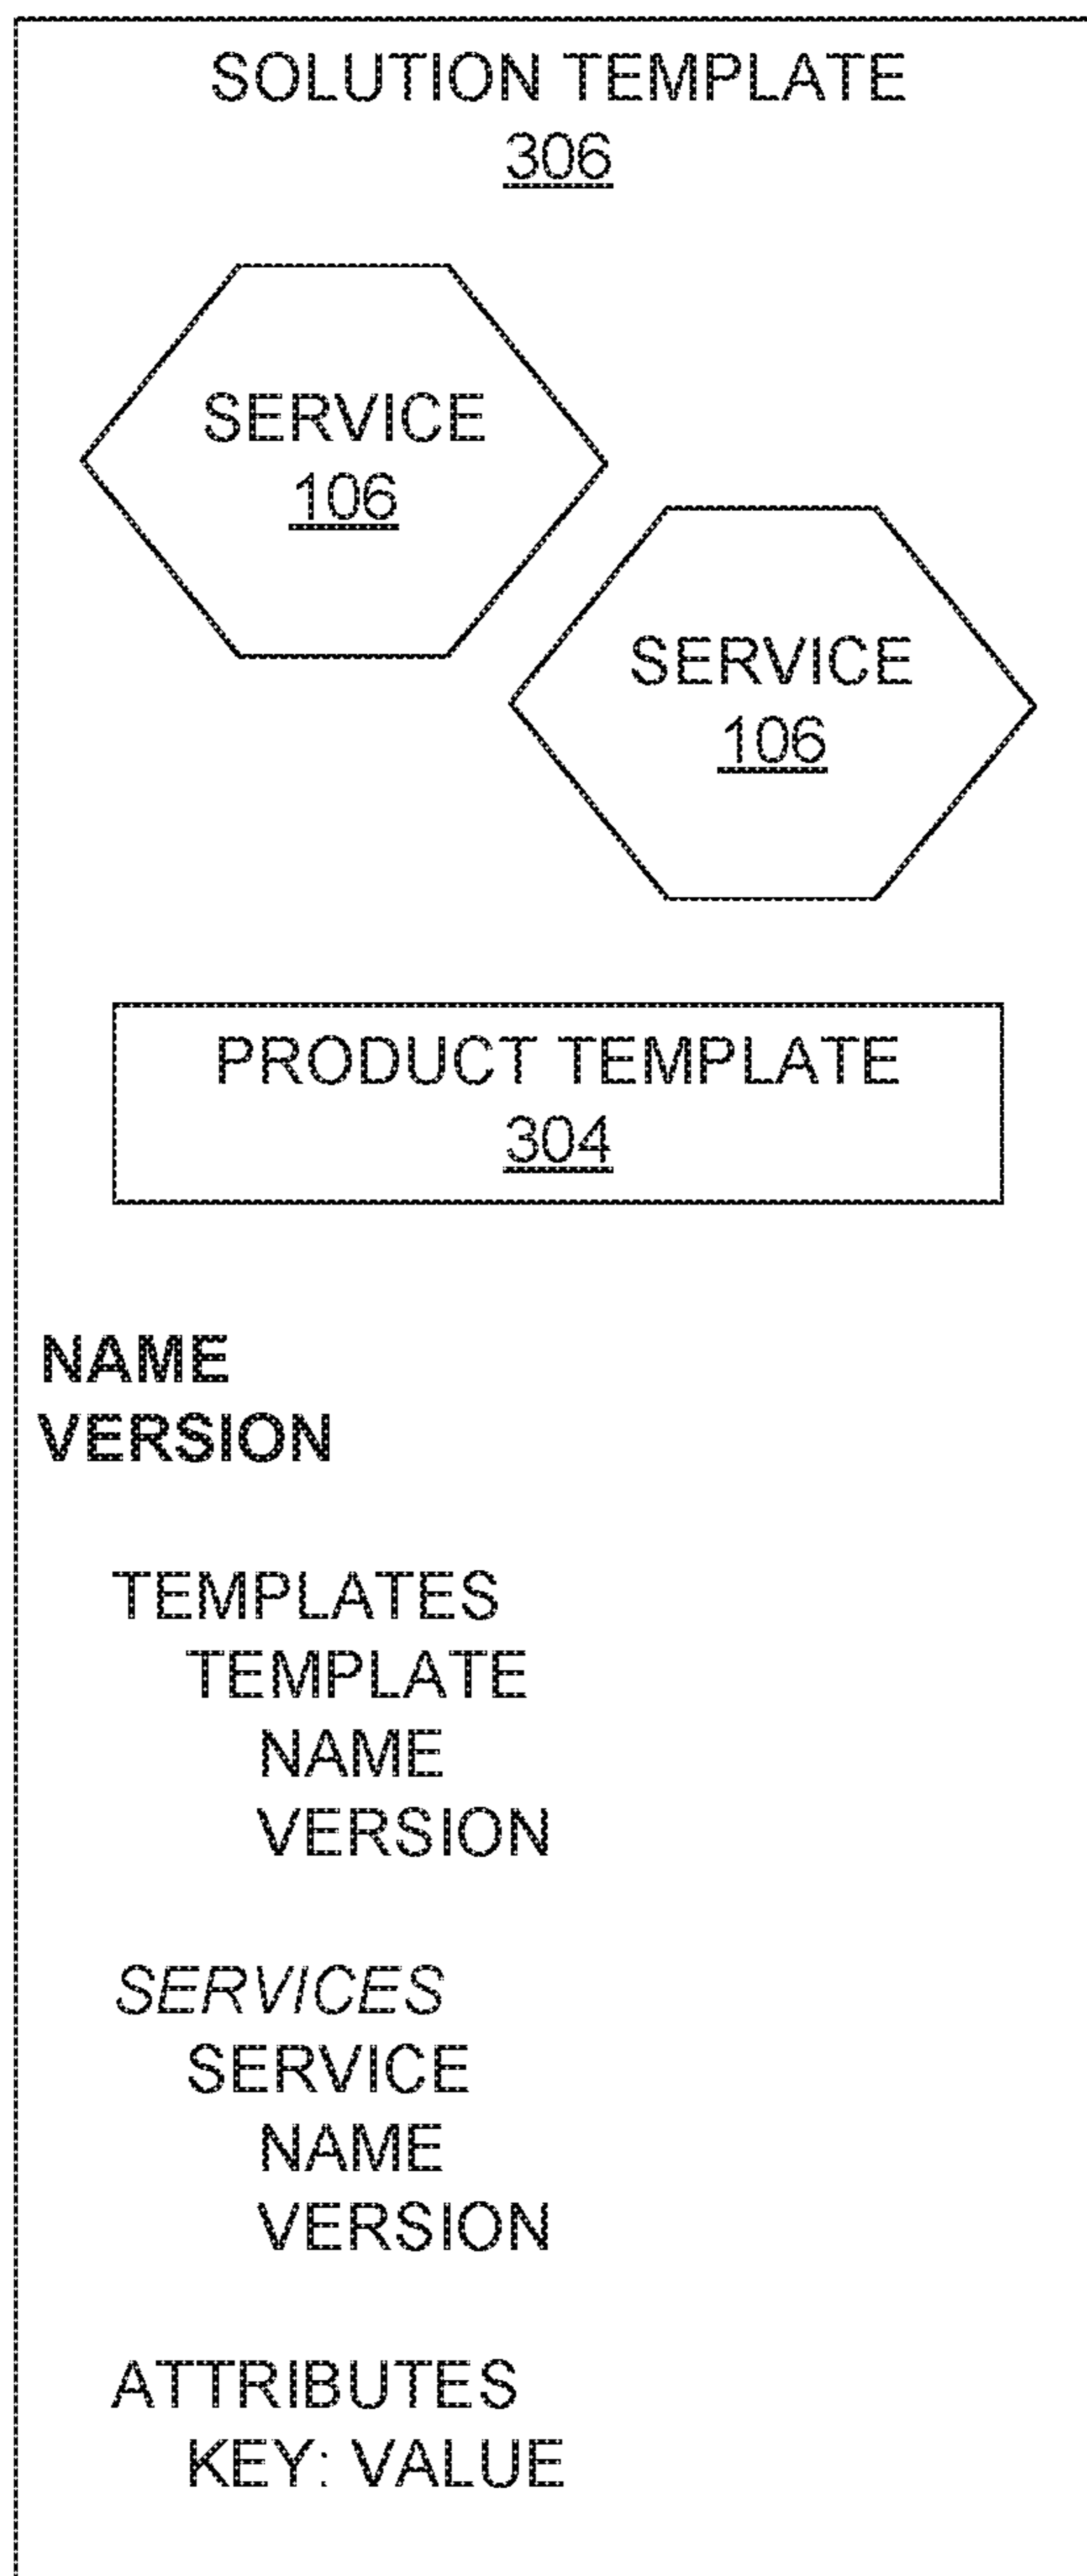 SOLUTION TEMPLATE
306
SERVICE
106
SERVICE
106
PRODUCT TEMPLATE
304
NAME
VERSION
TEMPLATES
TEMPLATE
NAME
VERSION
SERVICES
SERVICE
NAME
VERSION
ATTRIBUTES
KEY: VALUE